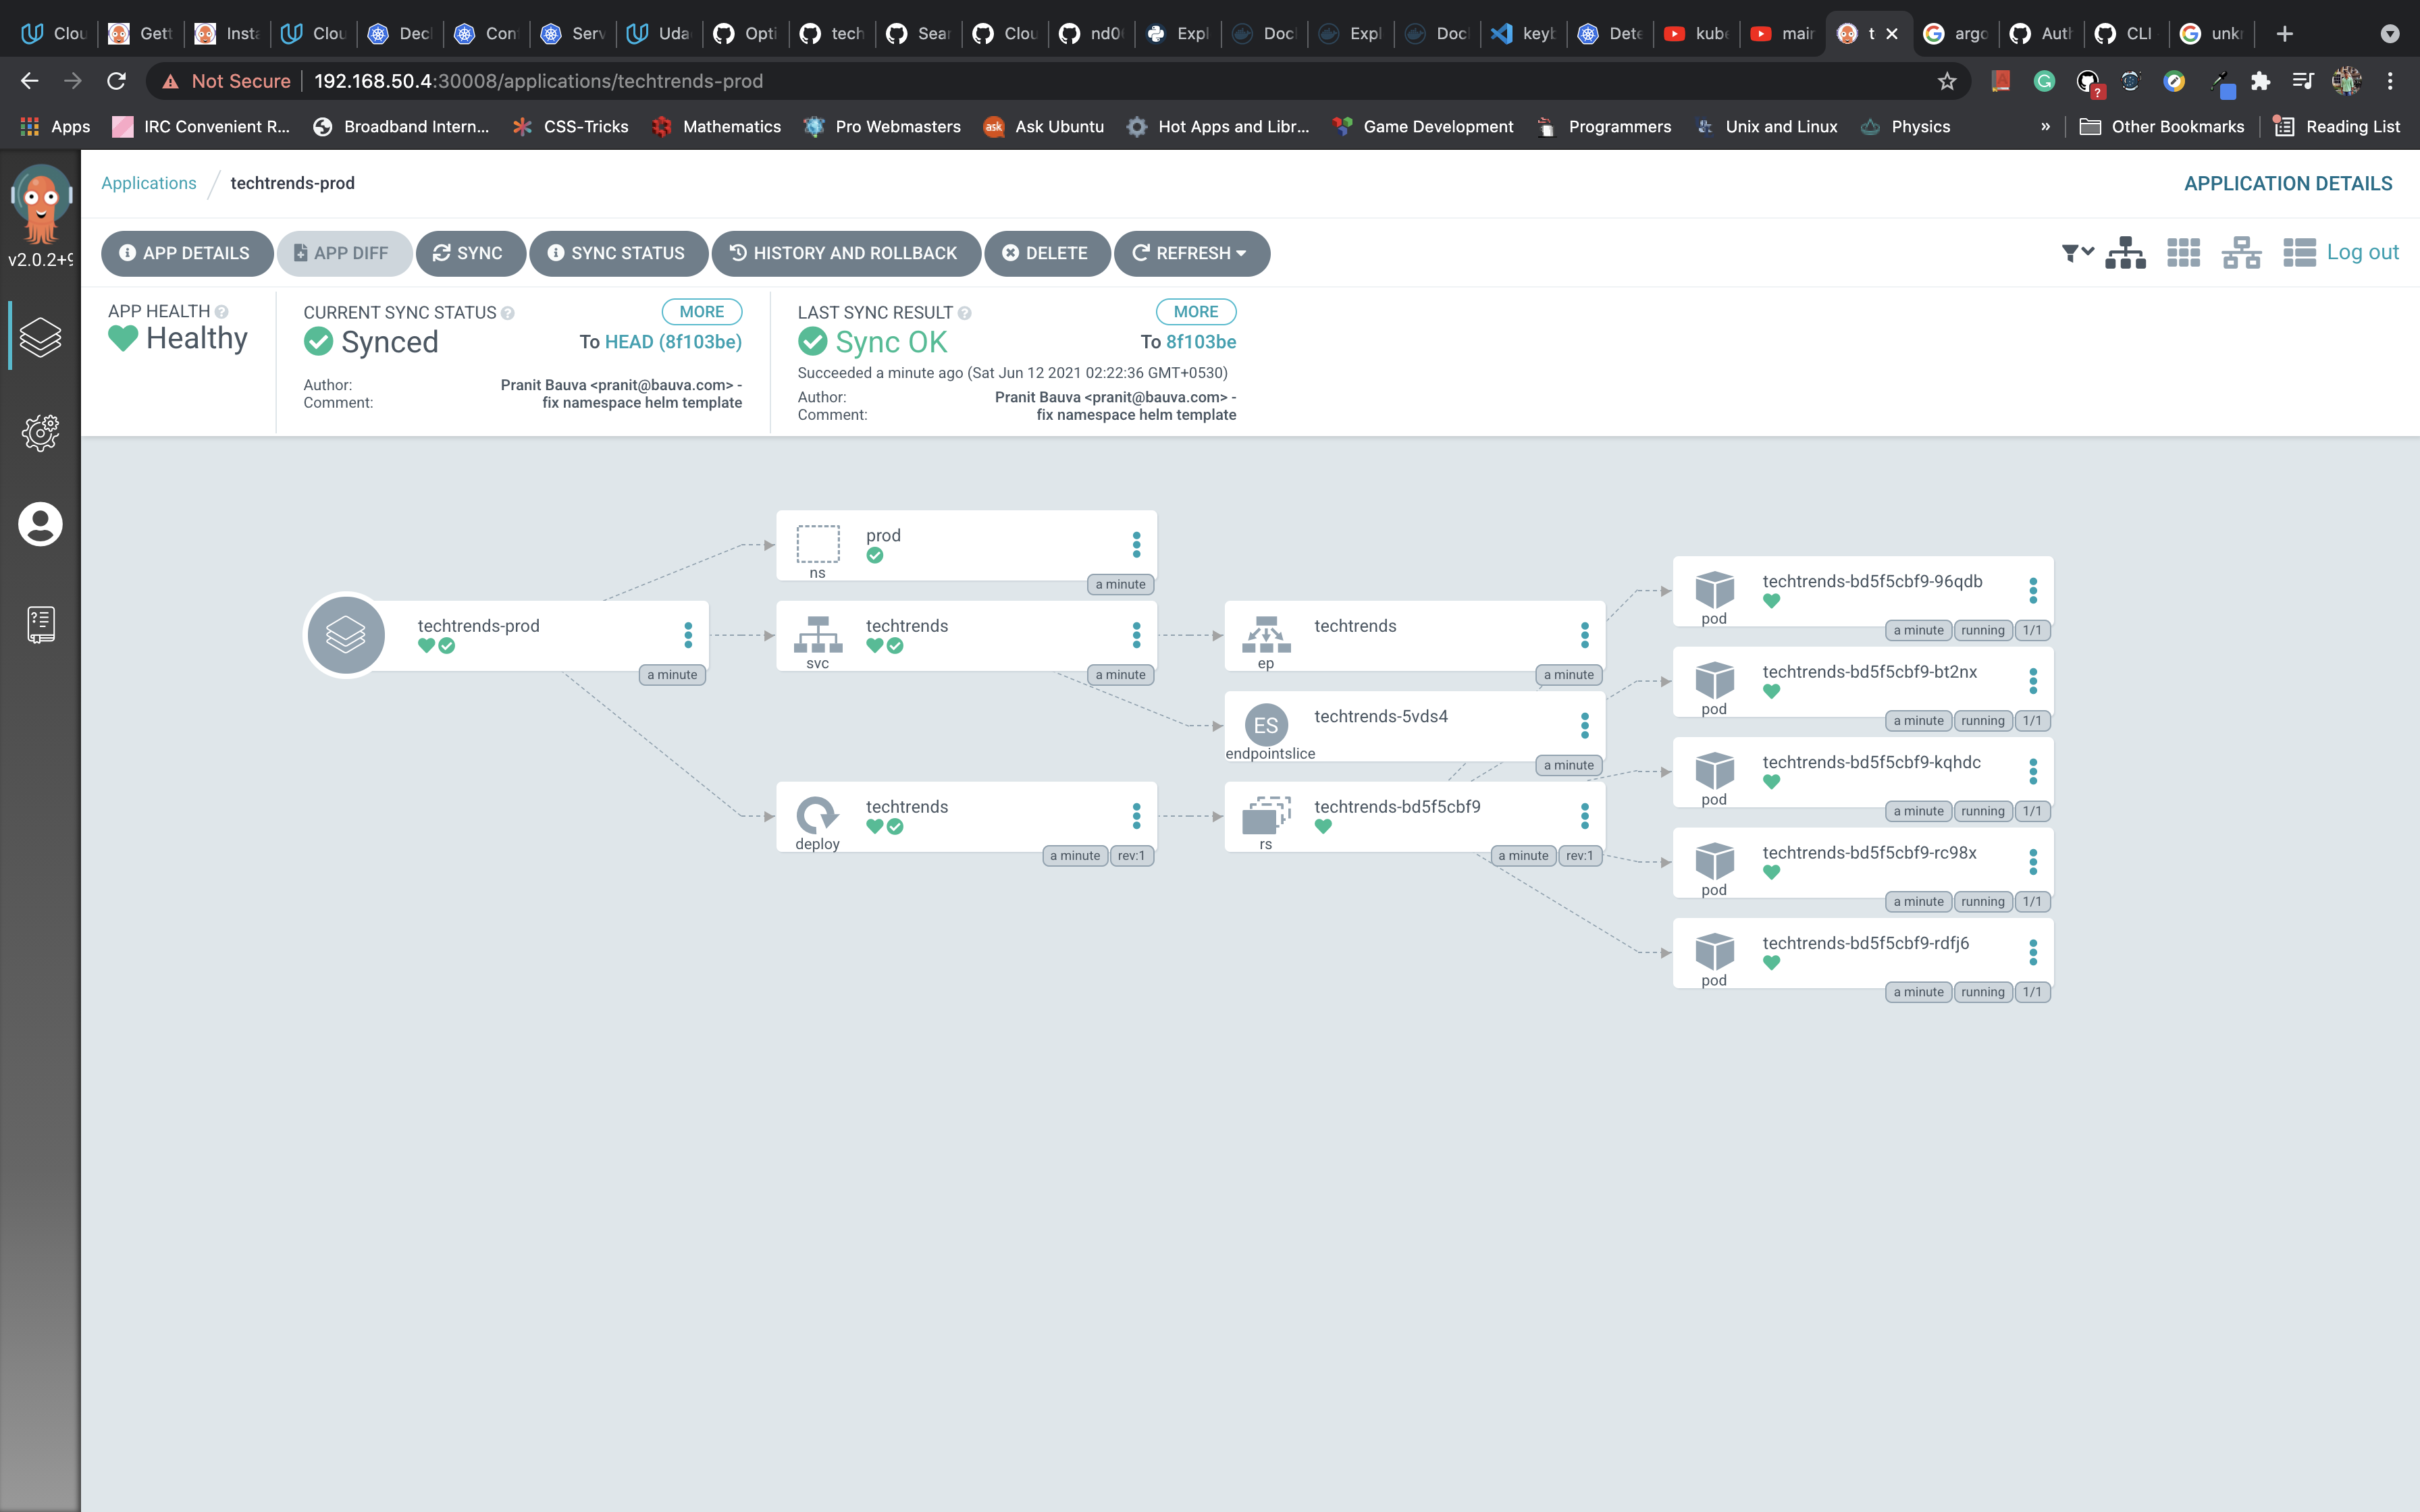 Clou Gett Insta Clou Decl Con Serv Uda Opti tech Sear Clou nd0 Expl Doc Expl Doc keyb Dete kube mair t argo Auth CLI unk
Not Secure 192.168.50.4:30008/applications/techtrends-prod
Apps IRC Convenient R... Broadband Intern... CSS-Tricks Mathematics Pro Webmasters Ask Ubuntu Hot Apps and Libr... Game Development Programmers Unix and Linux Physics » Other Bookmarks Reading List
Applications / techtrends-prod APPLICATION DETAILS
v2.0.2+9
APP DETAILS APP DIFF SYNC SYNC STATUS HISTORY AND ROLLBACK DELETE REFRESH Log out
APP HEALTH
Healthy
CURRENT SYNC STATUS MORE
Synced To HEAD (8f103be)
Author: Pranit Bauva <pranit@bauva.com> -
Comment: fix namespace helm template
LAST SYNC RESULT MORE
Sync OK To 8f103be
Succeeded a minute ago (Sat Jun 12 2021 02:22:36 GMT+0530)
Author: Pranit Bauva <pranit@bauva.com> -
Comment: fix namespace helm template
techtrends-prod
a minute
prod
ns
a minute
techtrends
svc
a minute
techtrends
deploy
a minute rev:1
techtrends
ep
a minute
ES
techtrends-5vds4
endpointslice
a minute
techtrends-bd5f5cbf9
rs
a minute rev:1
techtrends-bd5f5cbf9-96qdb
pod
a minute running 1/1
techtrends-bd5f5cbf9-bt2nx
pod
a minute running 1/1
techtrends-bd5f5cbf9-kqhdc
pod
a minute running 1/1
techtrends-bd5f5cbf9-rc98x
pod
a minute running 1/1
techtrends-bd5f5cbf9-rdfj6
pod
a minute running 1/1